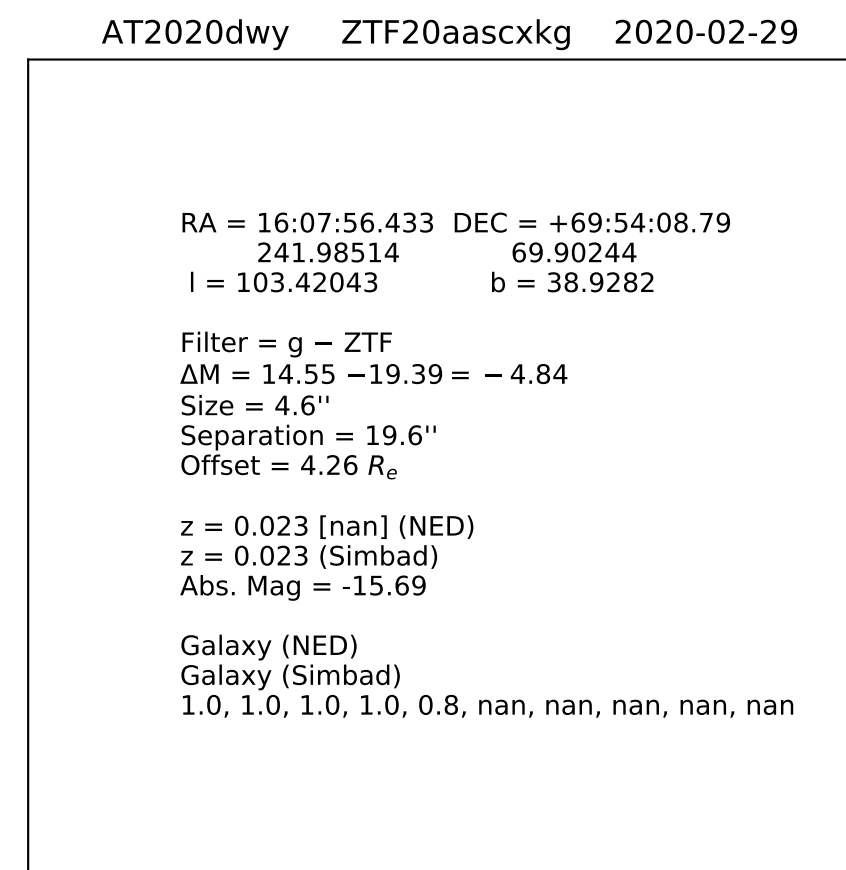 AT2020dwy ZTF20aascxkg 2020-02-29
RA = 16:07:56.433 DEC = +69:54:08.79
241.98514 69.90244
l = 103.42043 b = 38.9282
Filter = g − ZTF
ΔM = 14.55 −19.39 = − 4.84
Size = 4.6''
Separation = 19.6''
Offset = 4.26 Re
z = 0.023 [nan] (NED)
z = 0.023 (Simbad)
Abs. Mag = -15.69
Galaxy (NED)
Galaxy (Simbad)
1.0, 1.0, 1.0, 1.0, 0.8, nan, nan, nan, nan, nan